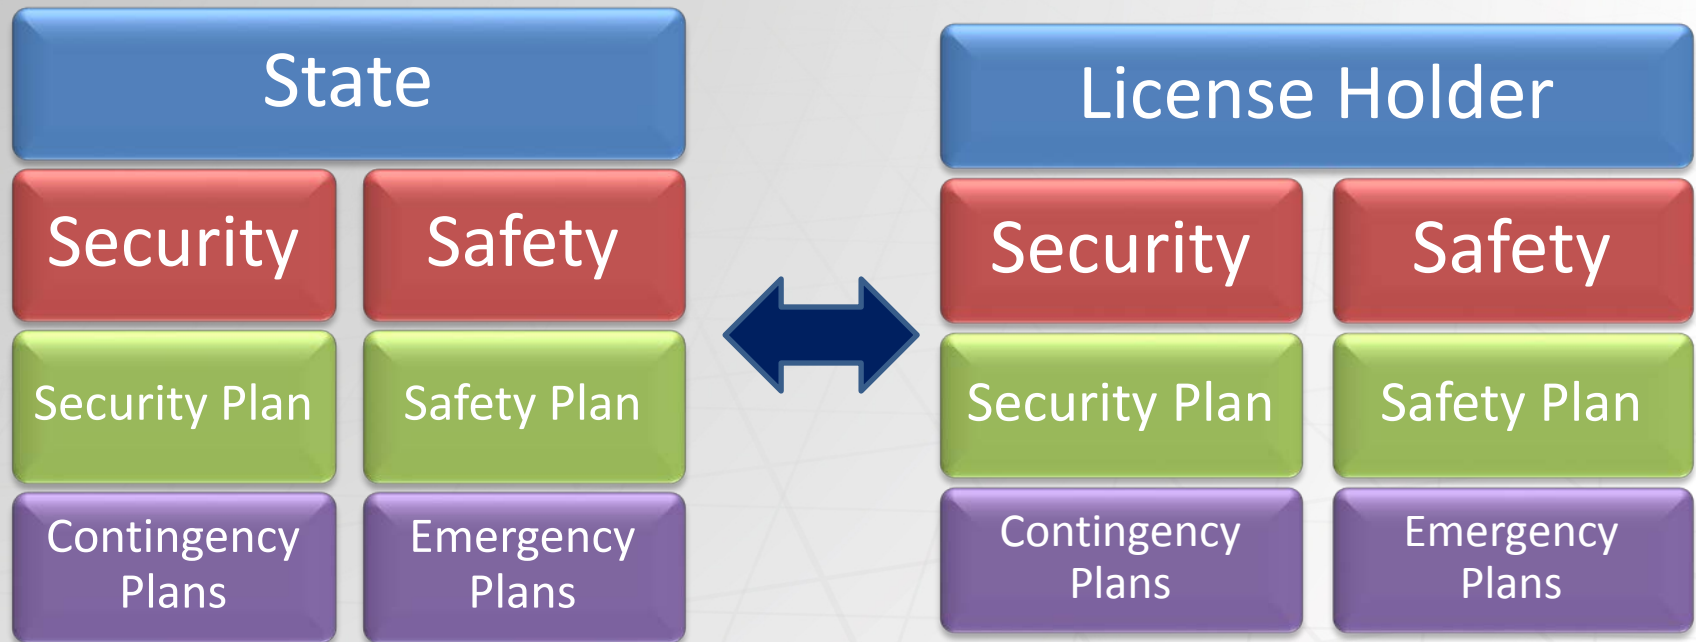 State
Security
Safety
Security Plan
Safety Plan
Contingency
Plans
Emergency
Plans
License Holder
Security
Safety
Security Plan
Safety Plan
Contingency
Plans
Emergency
Plans